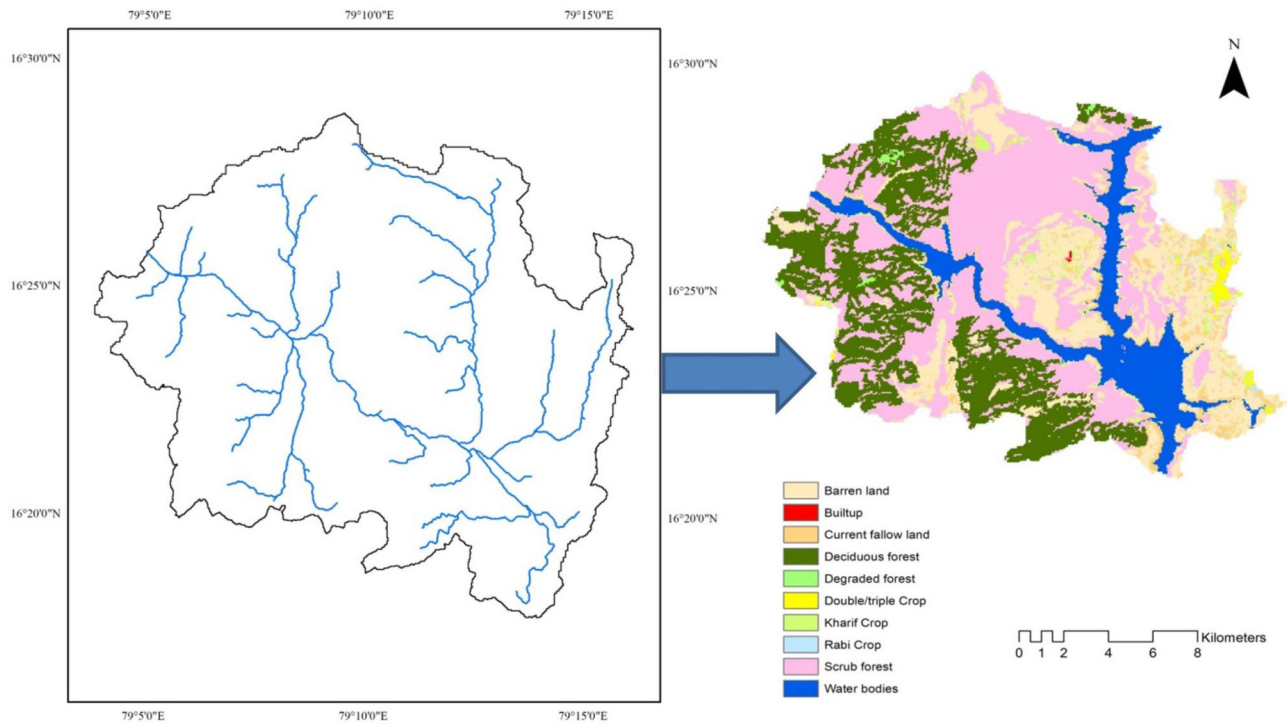 79°5'0"E 79°10'0"E 79°15'0"E
16°30'0"N
16°30'0"N
N
16°25'0"N
16°25'0"N
16°20'0"N
16°20'0"N
Barren land
Builtup
Current fallow land
Deciduous forest
Degraded forest
Double/triple Crop
Kharif Crop
Rabi Crop
Scrub forest
Water bodies
Kilometers
0 1 2 4 6 8
79°5'0"E 79°10'0"E 79°15'0"E